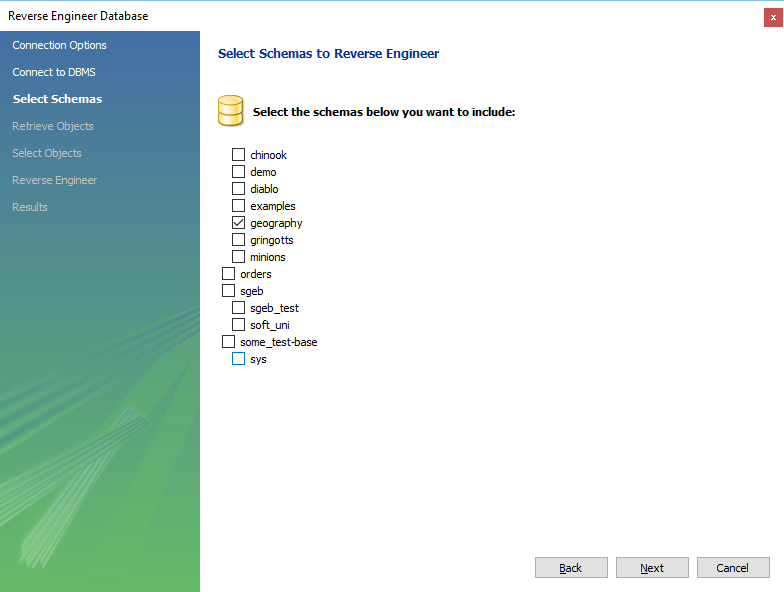 Reverse Engineer Database
x
Connection Options
Connect to DBMS
Select Schemas
Retrieve Objects
Select Objects
Reverse Engineer
Results
Select Schemas to Reverse Engineer
Select the schemas below you want to include:
chinook
demo
diablo
examples
geography
gringotts
minions
orders
sgeb
sgeb_test
soft_uni
some_test-base
sys
Back Next Cancel